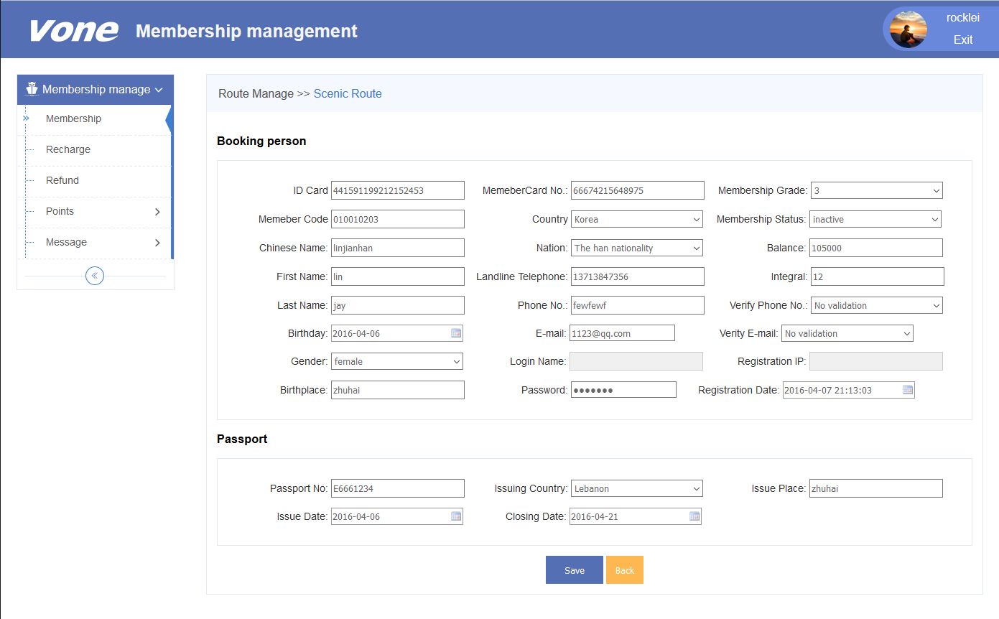 Vone Membership management
rocklei
Exit
Membership manage
Membership
Recharge
Refund
Points
Message
Route Manage >> Scenic Route
Booking person
ID Card 441591199212152453 MemeberCard No.: 66674215648975 Membership Grade: 3
Memeber Code 010010203 Country Korea Membership Status: inactive
Chinese Name: linjianhan Nation: The han nationality Balance: 105000
First Name: lin Landline Telephone: 13713847356 Integral: 12
Last Name: jay Phone No.: fewfewf Verify Phone No.: No validation
Birthday: 2016-04-06 E-mail: 1123@qq.com Verity E-mail: No validation
Gender: female Login Name: Registration IP:
Birthplace: zhuhai Password: ●●●●●●● Registration Date: 2016-04-07 21:13:03
Passport
Passport No: E6661234 Issuing Country: Lebanon Issue Place: zhuhai
Issue Date: 2016-04-06 Closing Date: 2016-04-21
Save Back